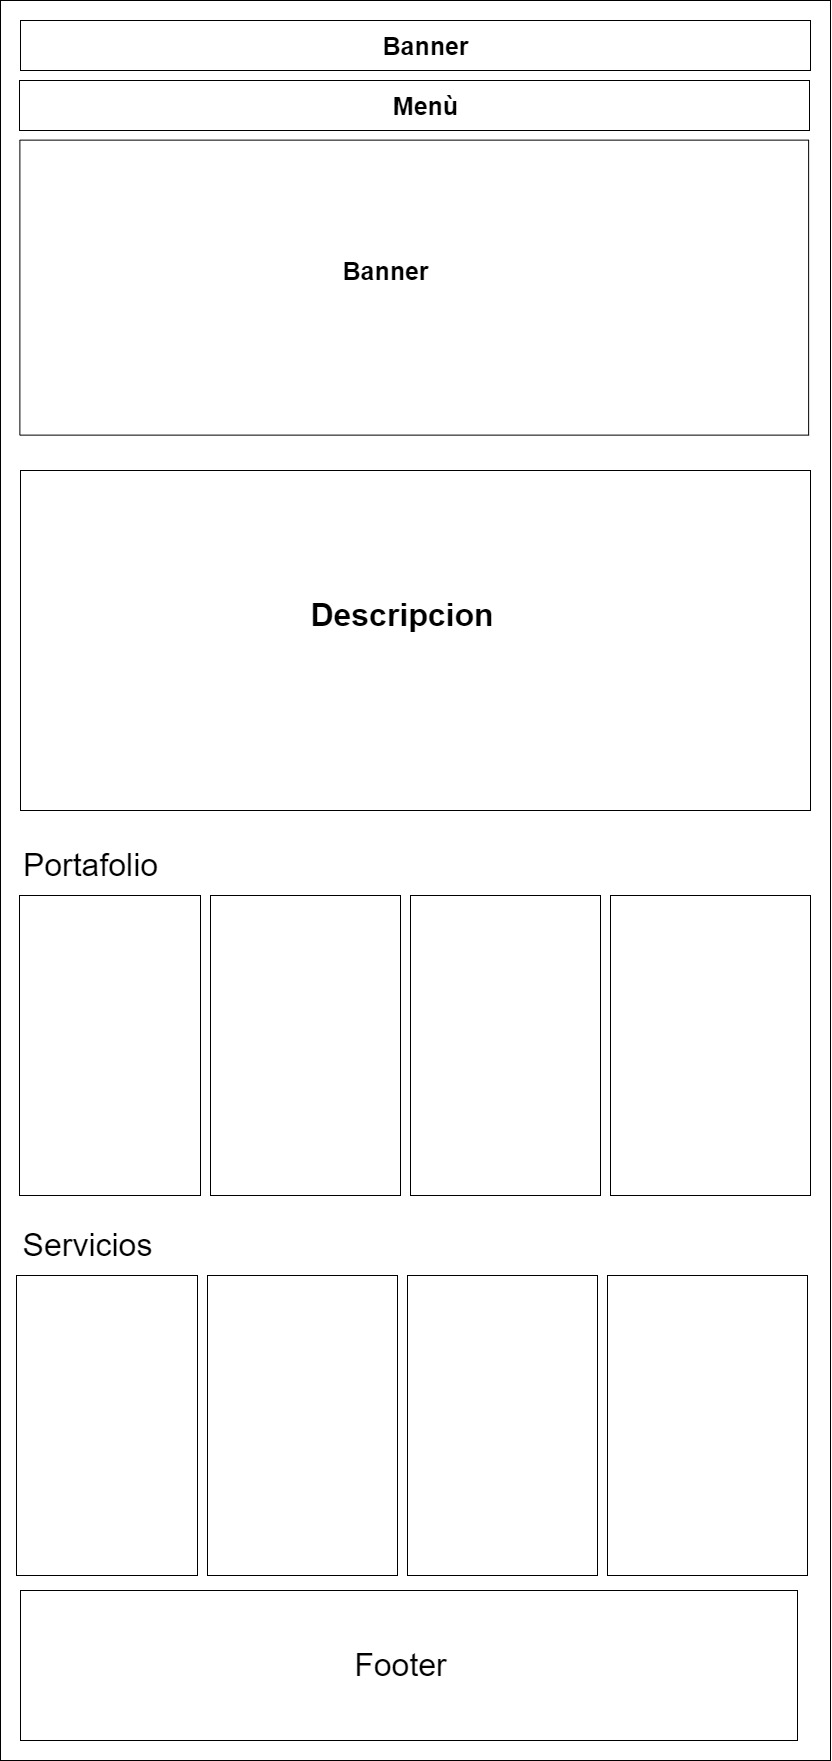 Banner
Menù
Banner
Descripcion
Portafolio
Servicios
Footer